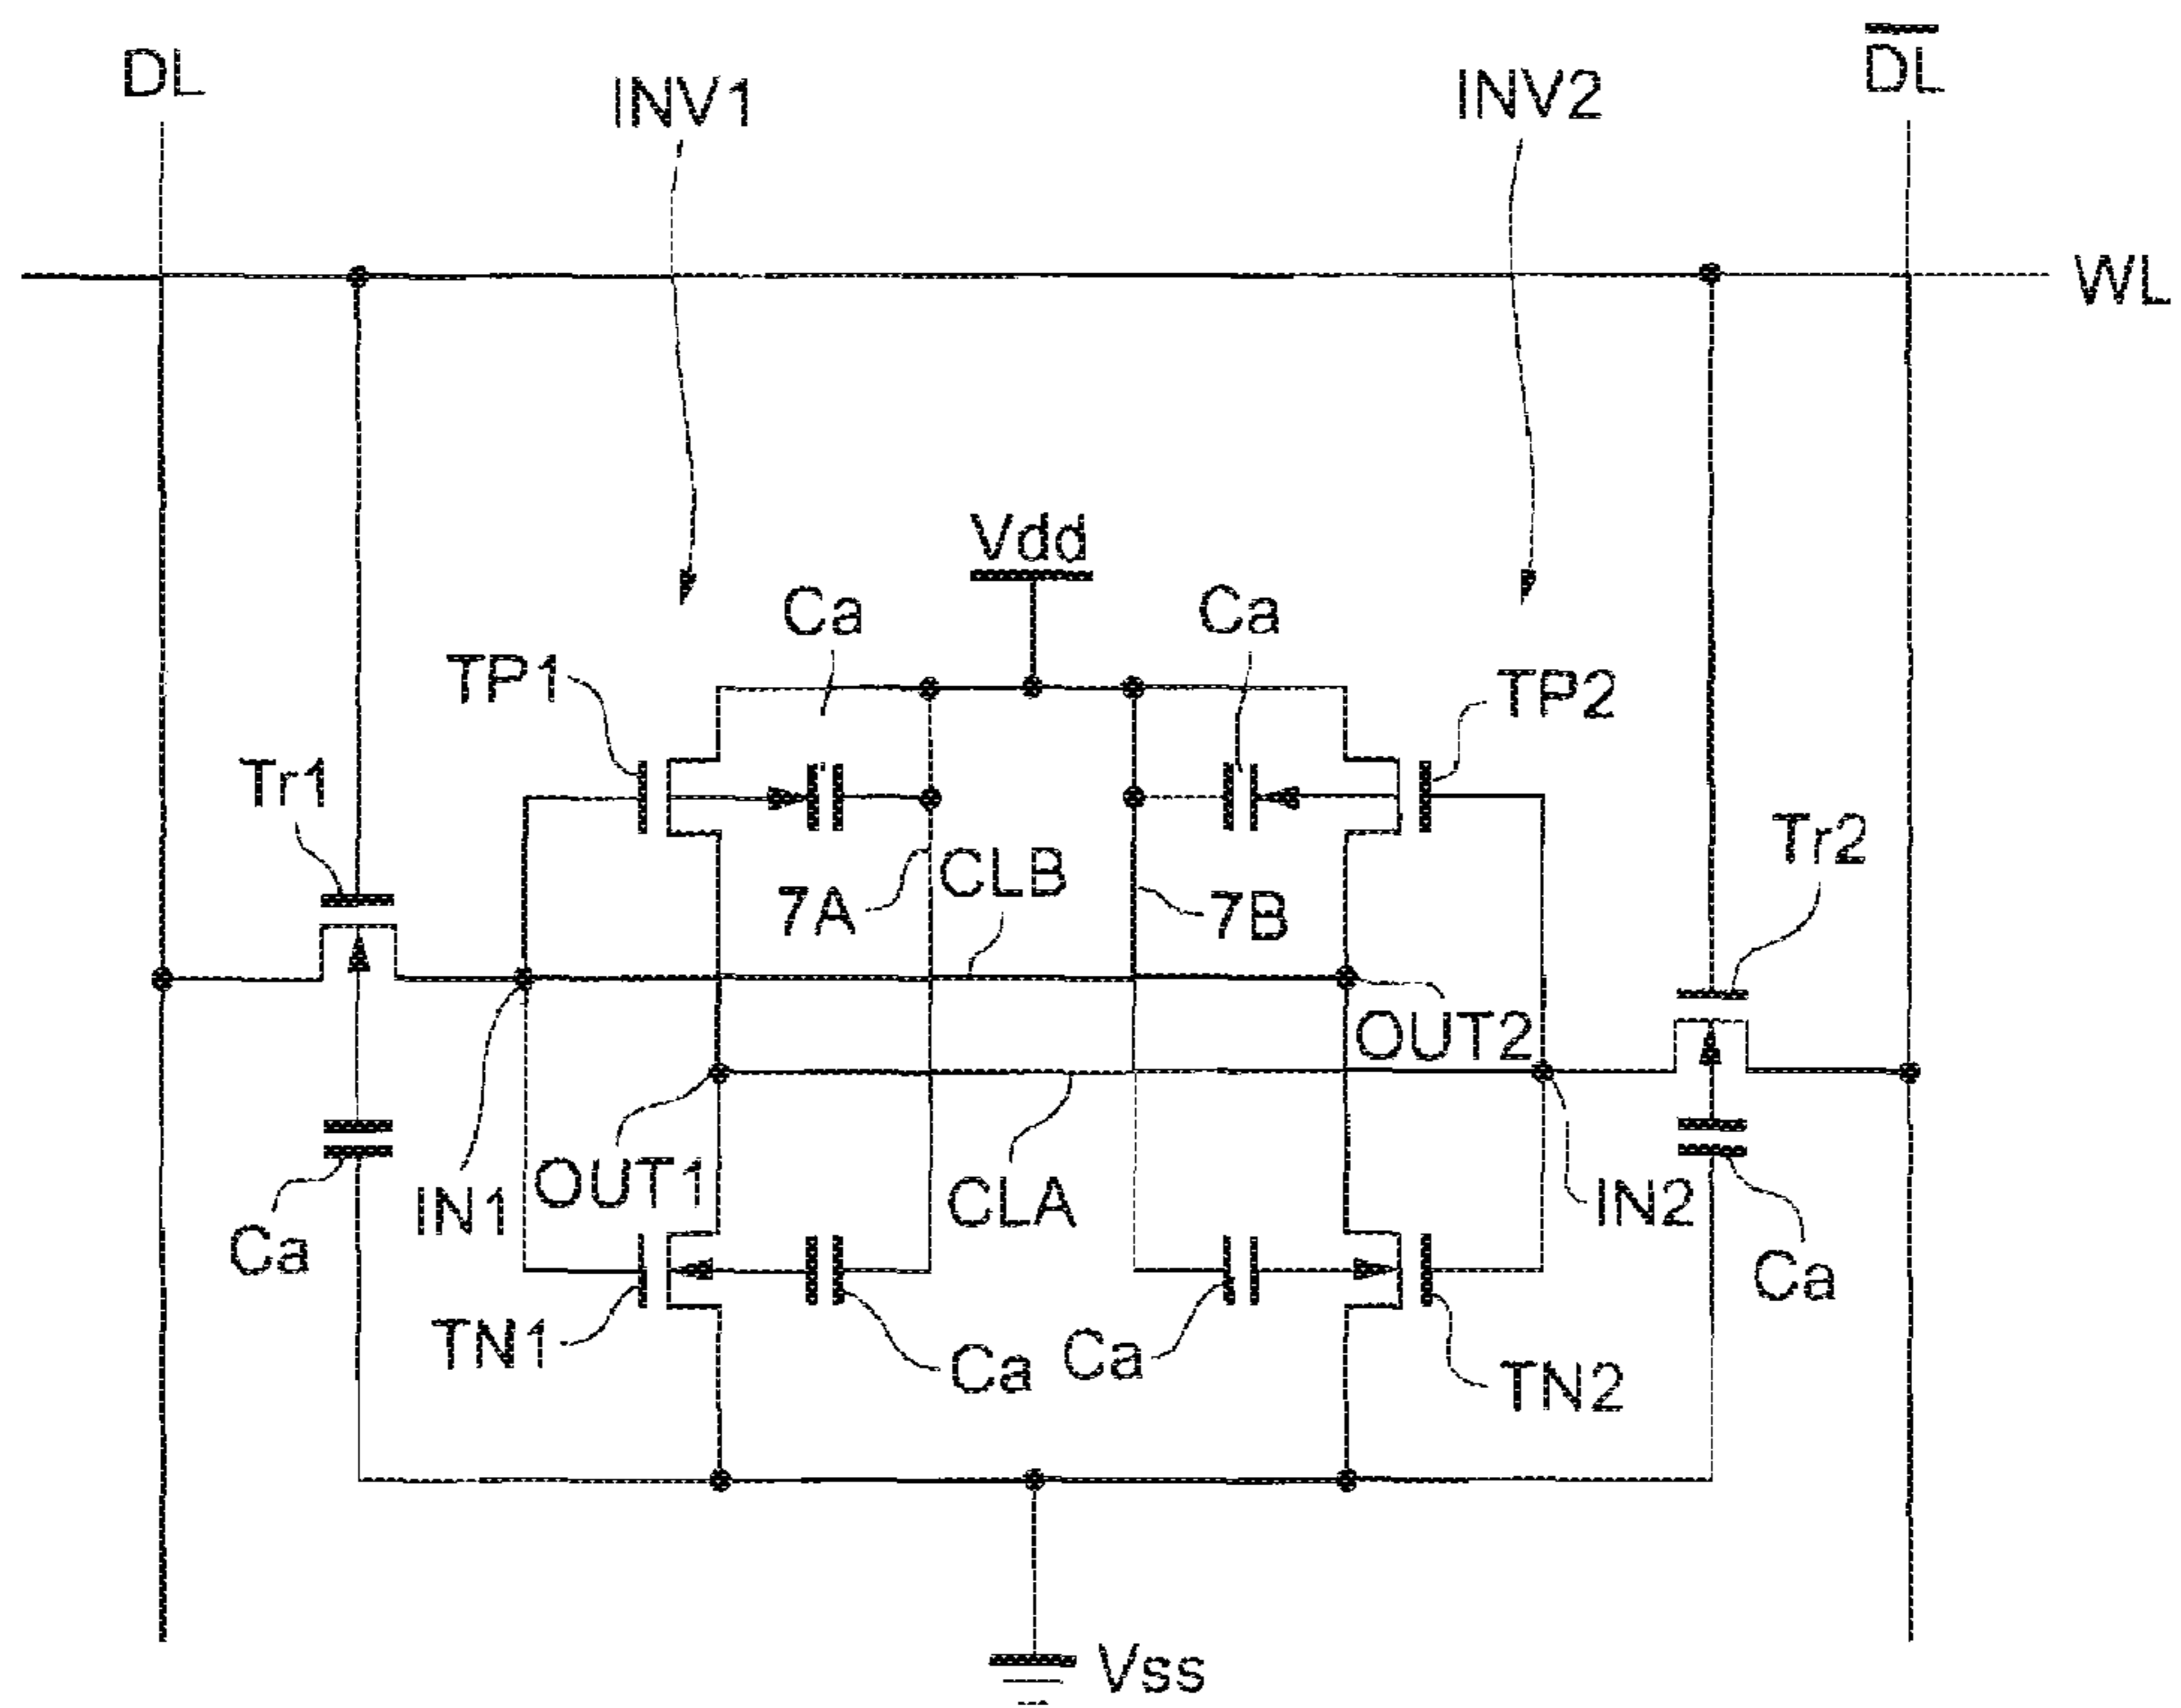 DL
INV1
INV2
DL
WL
Vdd
Ca
Ca
TP1
TP2
Tr1
Tr2
CLB
7A
7B
OUT2
OUT1
IN1
CLA
IN2
Ca
Ca
TN1
Ca
Ca
TN2
Vss